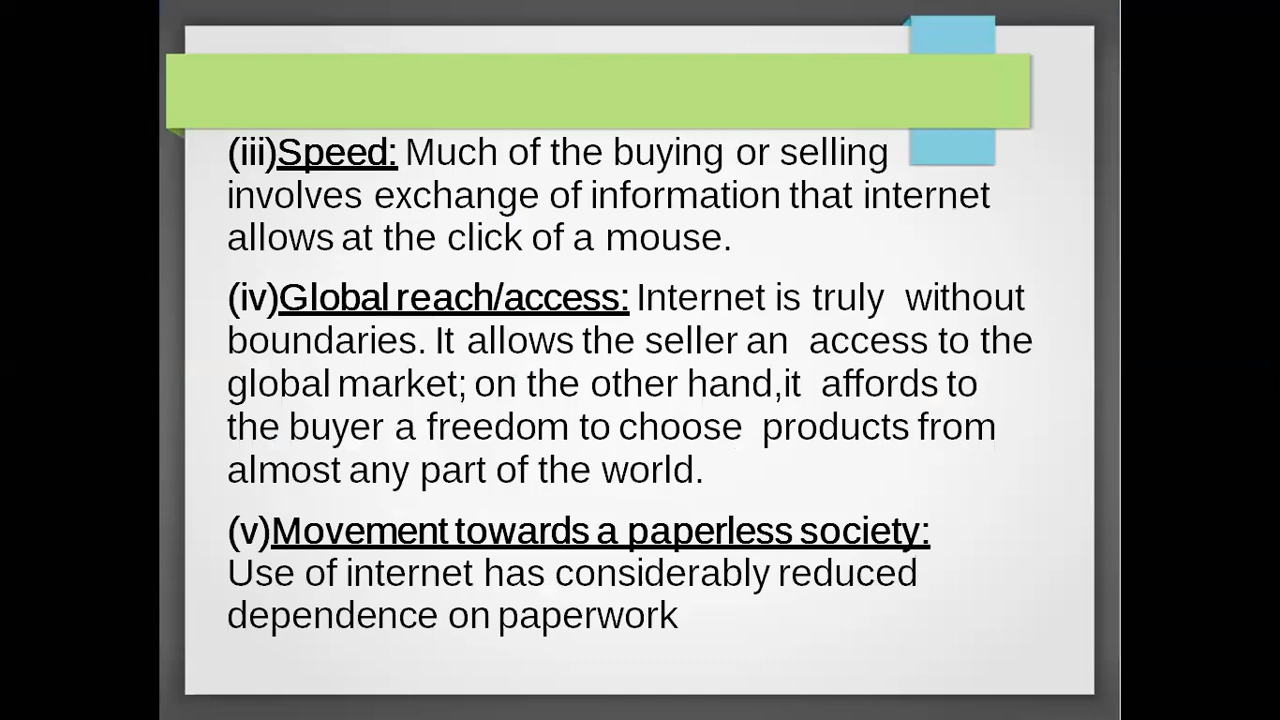 (iii)Speed: Much of the buying or selling
involves exchange of information that internet
allows at the click of a mouse.
(iv)Global reach/access: Internet is truly without
boundaries. It allows the seller an access to the
global market; on the other hand,it affords to
the buyer a freedom to choose products from
almost any part of the world.
(v)Movement towards a paperless society:
Use of internet has considerably reduced
dependence on paperwork